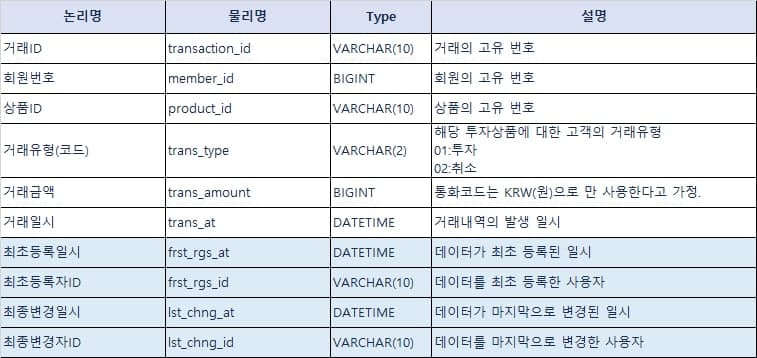 논리명 물리명 Type 설명
거래ID transaction_id VARCHAR(10) 거래의 고유 번호
회원번호 member_id BIGINT 회원의 고유 번호
상품ID product_id VARCHAR(10) 상품의 고유 번호
거래유형(코드) trans_type VARCHAR(2) 해당 투자상품에 대한 고객의 거래유형
01:투자
02:취소
거래금액 trans_amount BIGINT 통화코드는 KRW(원)으로 만 사용한다고 가정.
거래일시 trans_at DATETIME 거래내역의 발생 일시
최초등록일시 frst_rgs_at DATETIME 데이터가 최초 등록된 일시
최초등록자ID frst_rgs_id VARCHAR(10) 데이터를 최초 등록한 사용자
최종변경일시 lst_chng_at DATETIME 데이터가 마지막으로 변경된 일시
최종변경자ID lst_chng_id VARCHAR(10) 데이터를 마지막으로 변경한 사용자